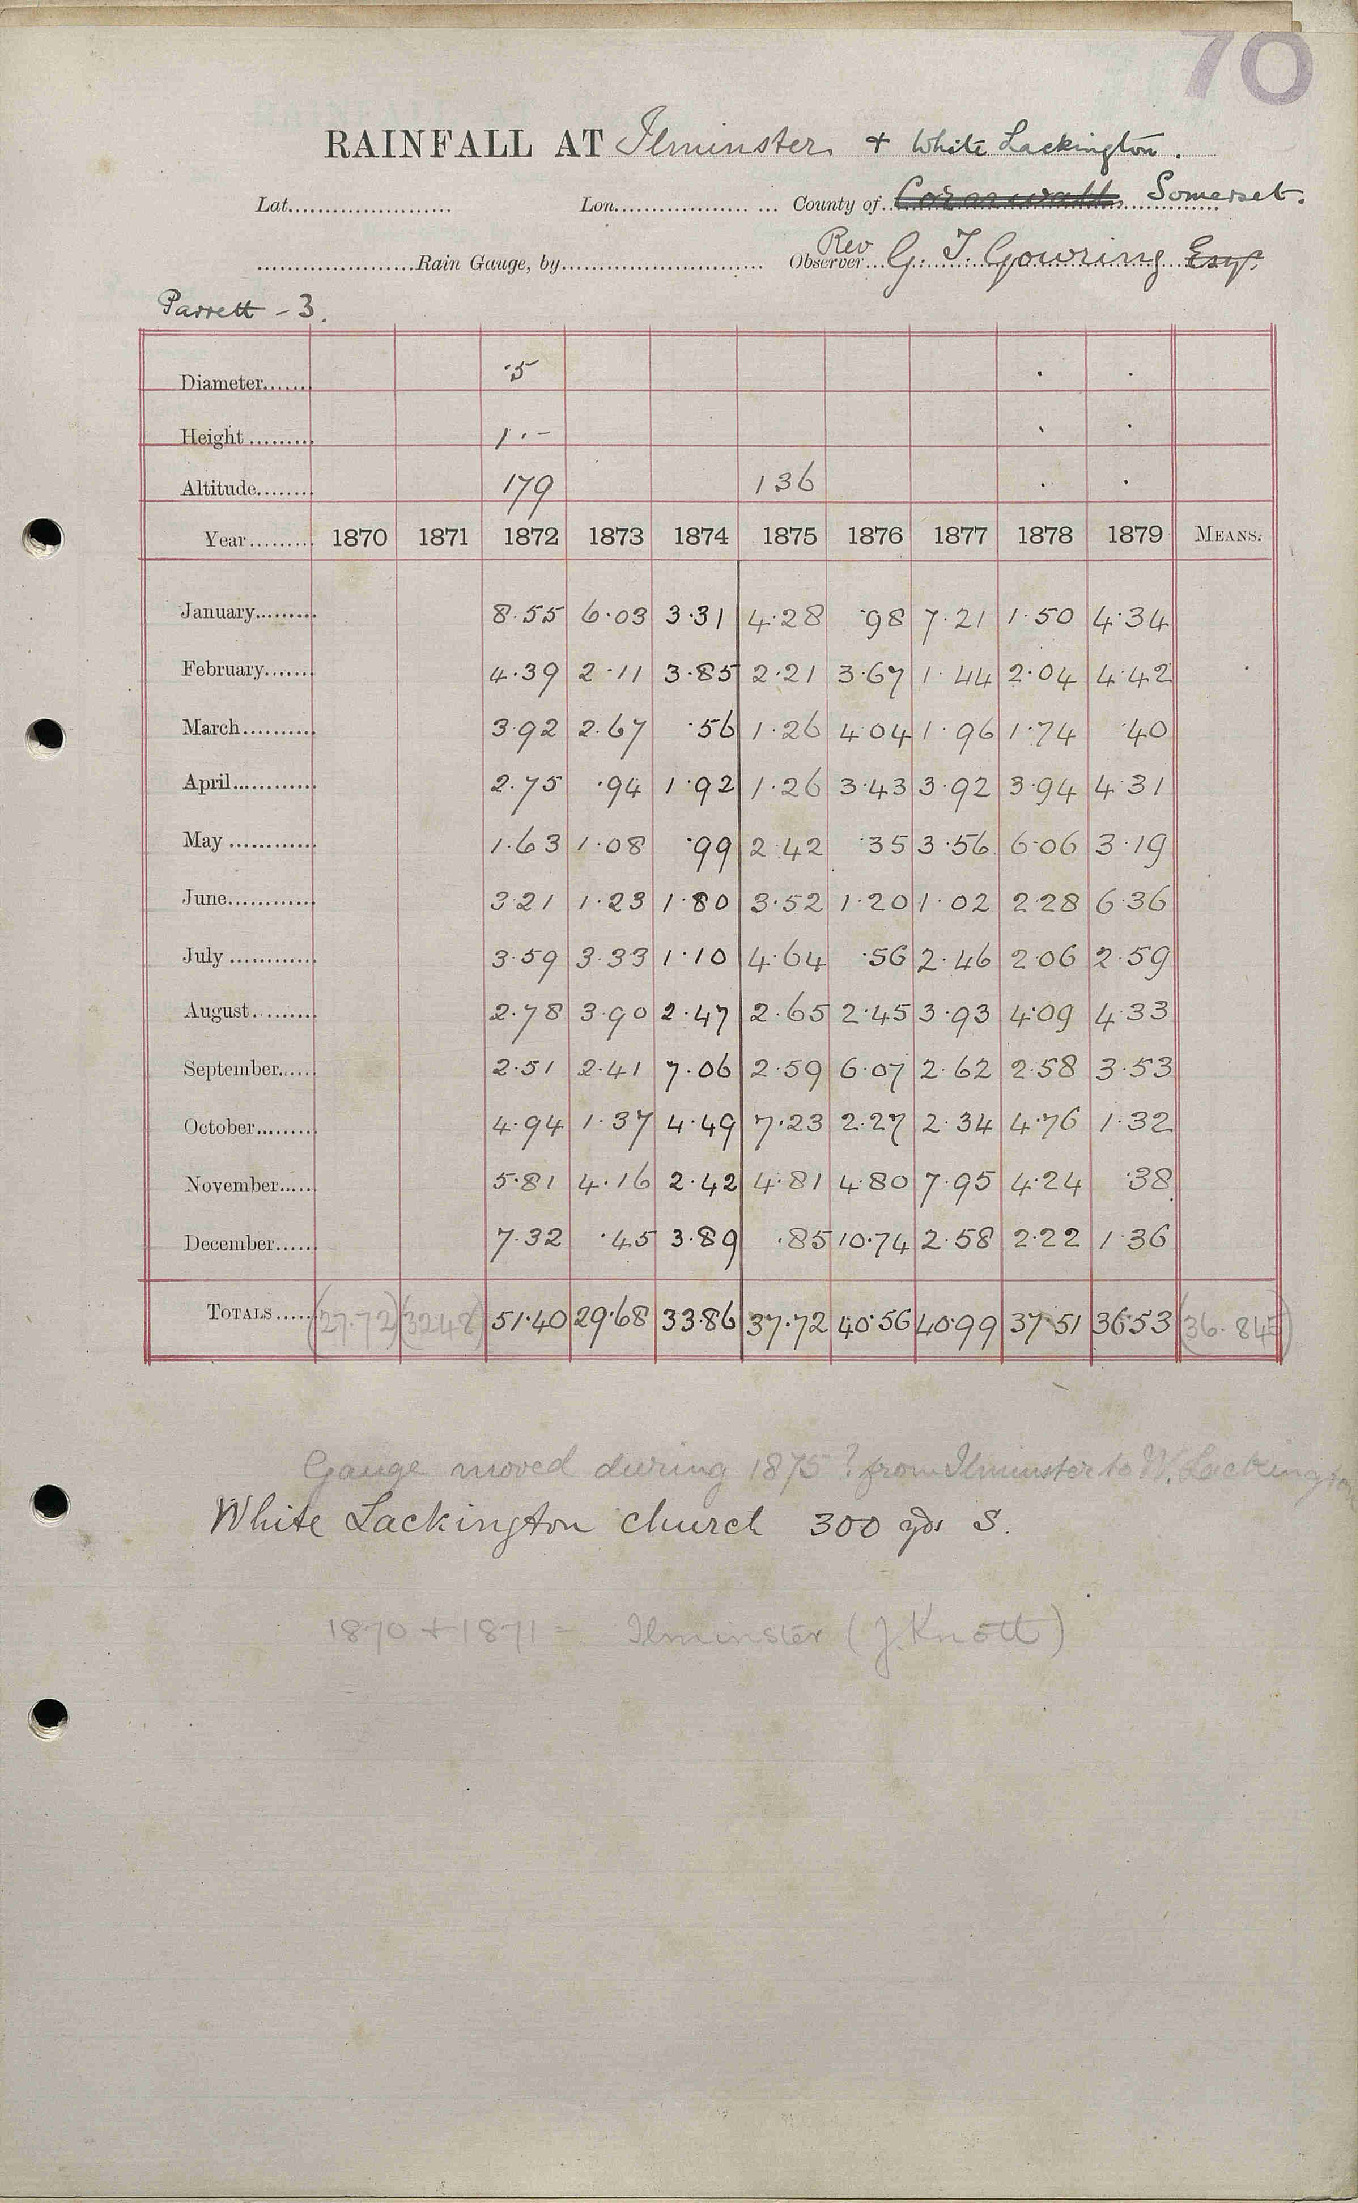 70
RAINFALL AT Ilminster + White Lackington.
Lat. Lon. County of Cornwall Somerset.
Rain Gauge, by Observer Rev G. T. Gowring Esq.
Parrett - 3.
Diameter ·5
Height 1·-
Altitude 179 136
Year 1870 1871 1872 1873 1874 1875 1876 1877 1878 1879 MEANS.
January 8·55 6·03 3·31 4·28 ·98 7·21 1·50 4·34
February 4·39 2·11 3·85 2·21 3·67 1·44 2·04 4·42
March 3·92 2·67 ·56 1·26 4·04 1·96 1·74 ·40
April 2·75 ·94 1·92 1·26 3·43 3·92 3·94 4·31
May 1·63 1·08 ·99 2·42 ·35 3·56 6·06 3·19
June 3·21 1·23 1·80 3·52 1·20 1·02 2·28 6·36
July 3·59 3·33 1·10 4·64 ·56 2·46 2·06 2·59
August 2·78 3·90 2·47 2·65 2·45 3·93 4·09 4·33
September 2·51 2·41 7·06 2·59 6·07 2·62 2·58 3·53
October 4·94 1·37 4·49 7·23 2·27 2·34 4·76 1·32
November 5·81 4·16 2·42 4·81 4·80 7·95 4·24 ·38
December 7·32 ·45 3·89 ·85 10·74 2·58 2·22 1·36
TOTALS (27·72) (32·48) 51·40 29·68 33·86 37·72 40·56 40·99 37·51 36·53 (36·845)
Gauge moved during 1875? from Ilminster to W. Lackington
White Lackington church 300 yds S.
1870 + 1871 - Ilminster (J. Knott)